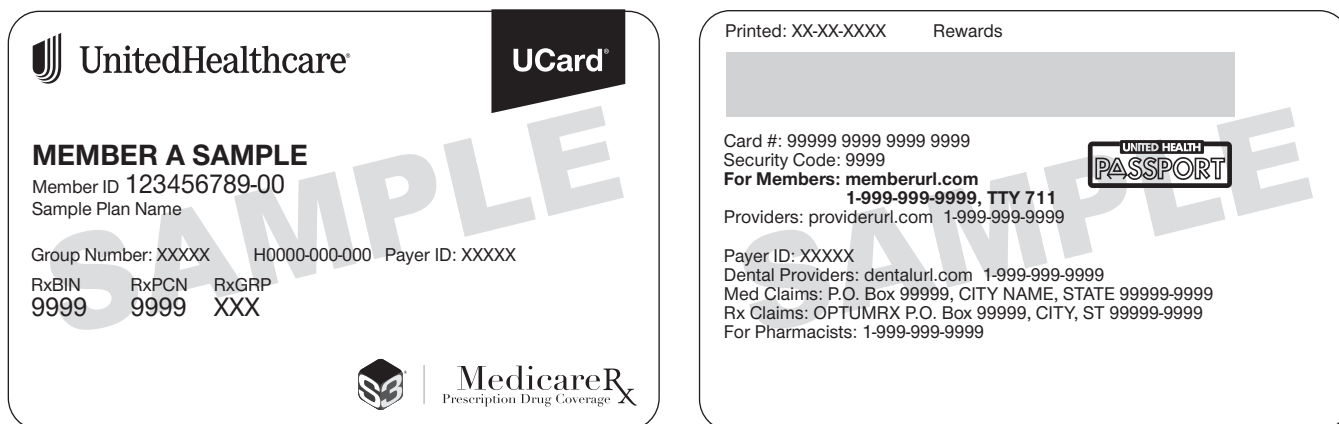 UnitedHealthcare®
UCard®
MEMBER A SAMPLE
Member ID 123456789-00
Sample Plan Name
Group Number: XXXXX H0000-000-000 Payer ID: XXXXX
RxBIN RxPCN RxGRP
9999 9999 XXX
SAMPLE
S3
MedicareRx
Prescription Drug Coverage
Printed: XX-XX-XXXX Rewards
Card #: 99999 9999 9999 9999
Security Code: 9999
For Members: memberurl.com
1-999-999-9999, TTY 711
Providers: providerurl.com 1-999-999-9999
UNITED HEALTH
PASSPORT
Payer ID: XXXXX
Dental Providers: dentalurl.com 1-999-999-9999
Med Claims: P.O. Box 99999, CITY NAME, STATE 99999-9999
Rx Claims: OPTUMRX P.O. Box 99999, CITY, ST 99999-9999
For Pharmacists: 1-999-999-9999
SAMPLE